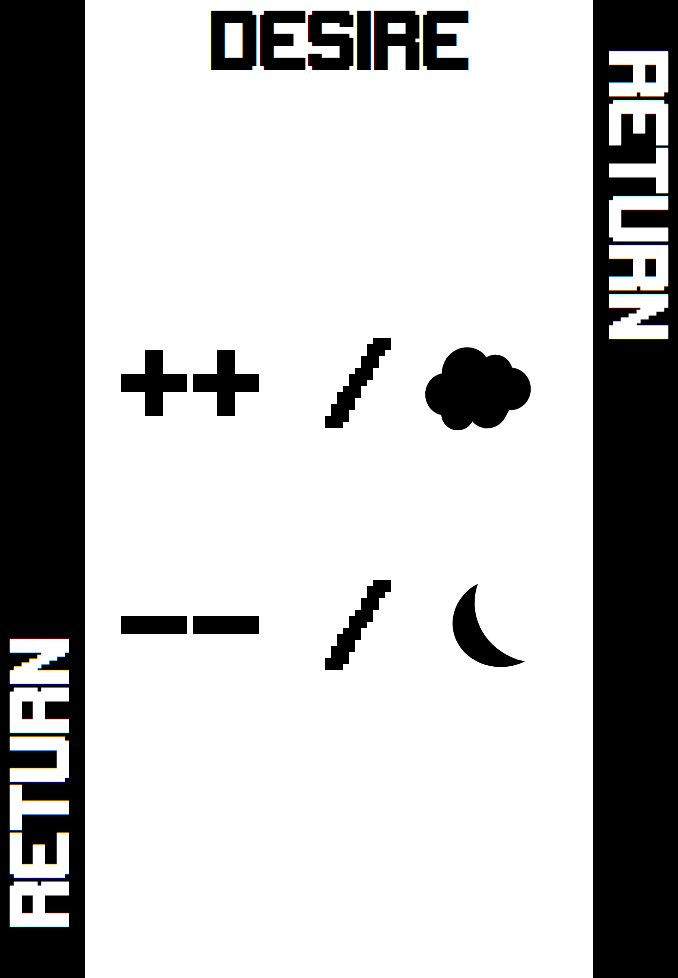 DESIRE
RETURN
++ /
-- /
RETURN